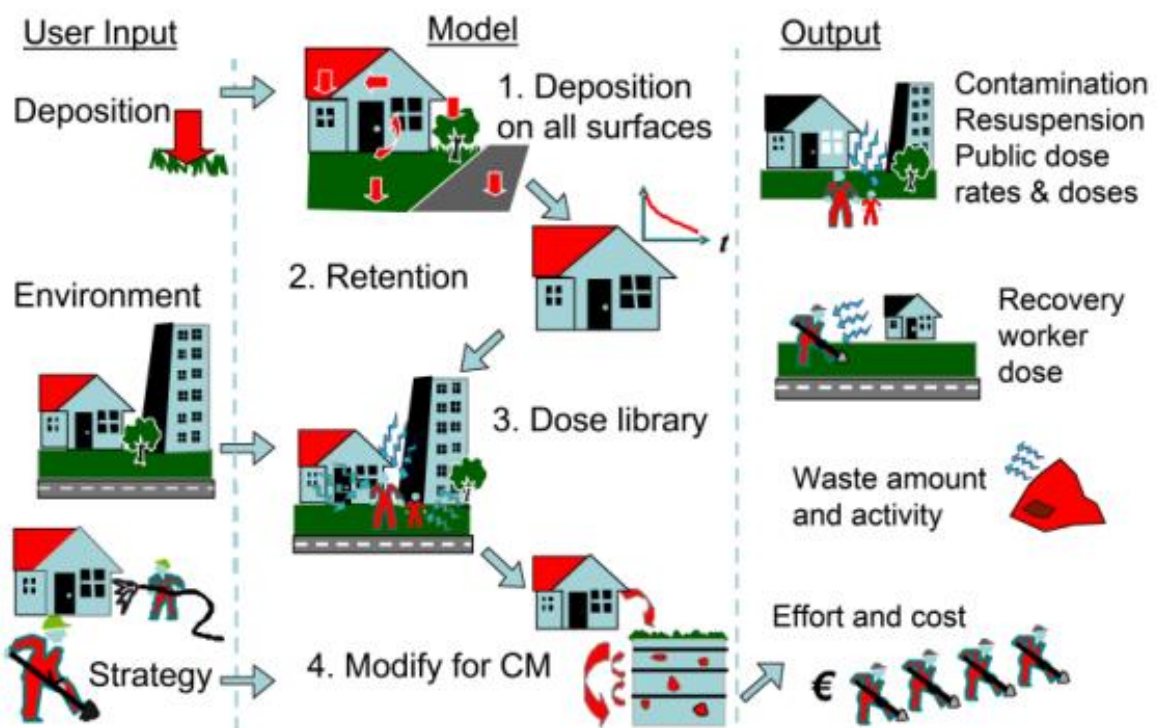 User Input
Model
Output
Deposition
1. Deposition
on all surfaces
t
2. Retention
Environment
3. Dose library
Strategy
4. Modify for CM
Contamination
Resuspension
Public dose
rates & doses
Recovery
worker
dose
Waste amount
and activity
Effort and cost
€